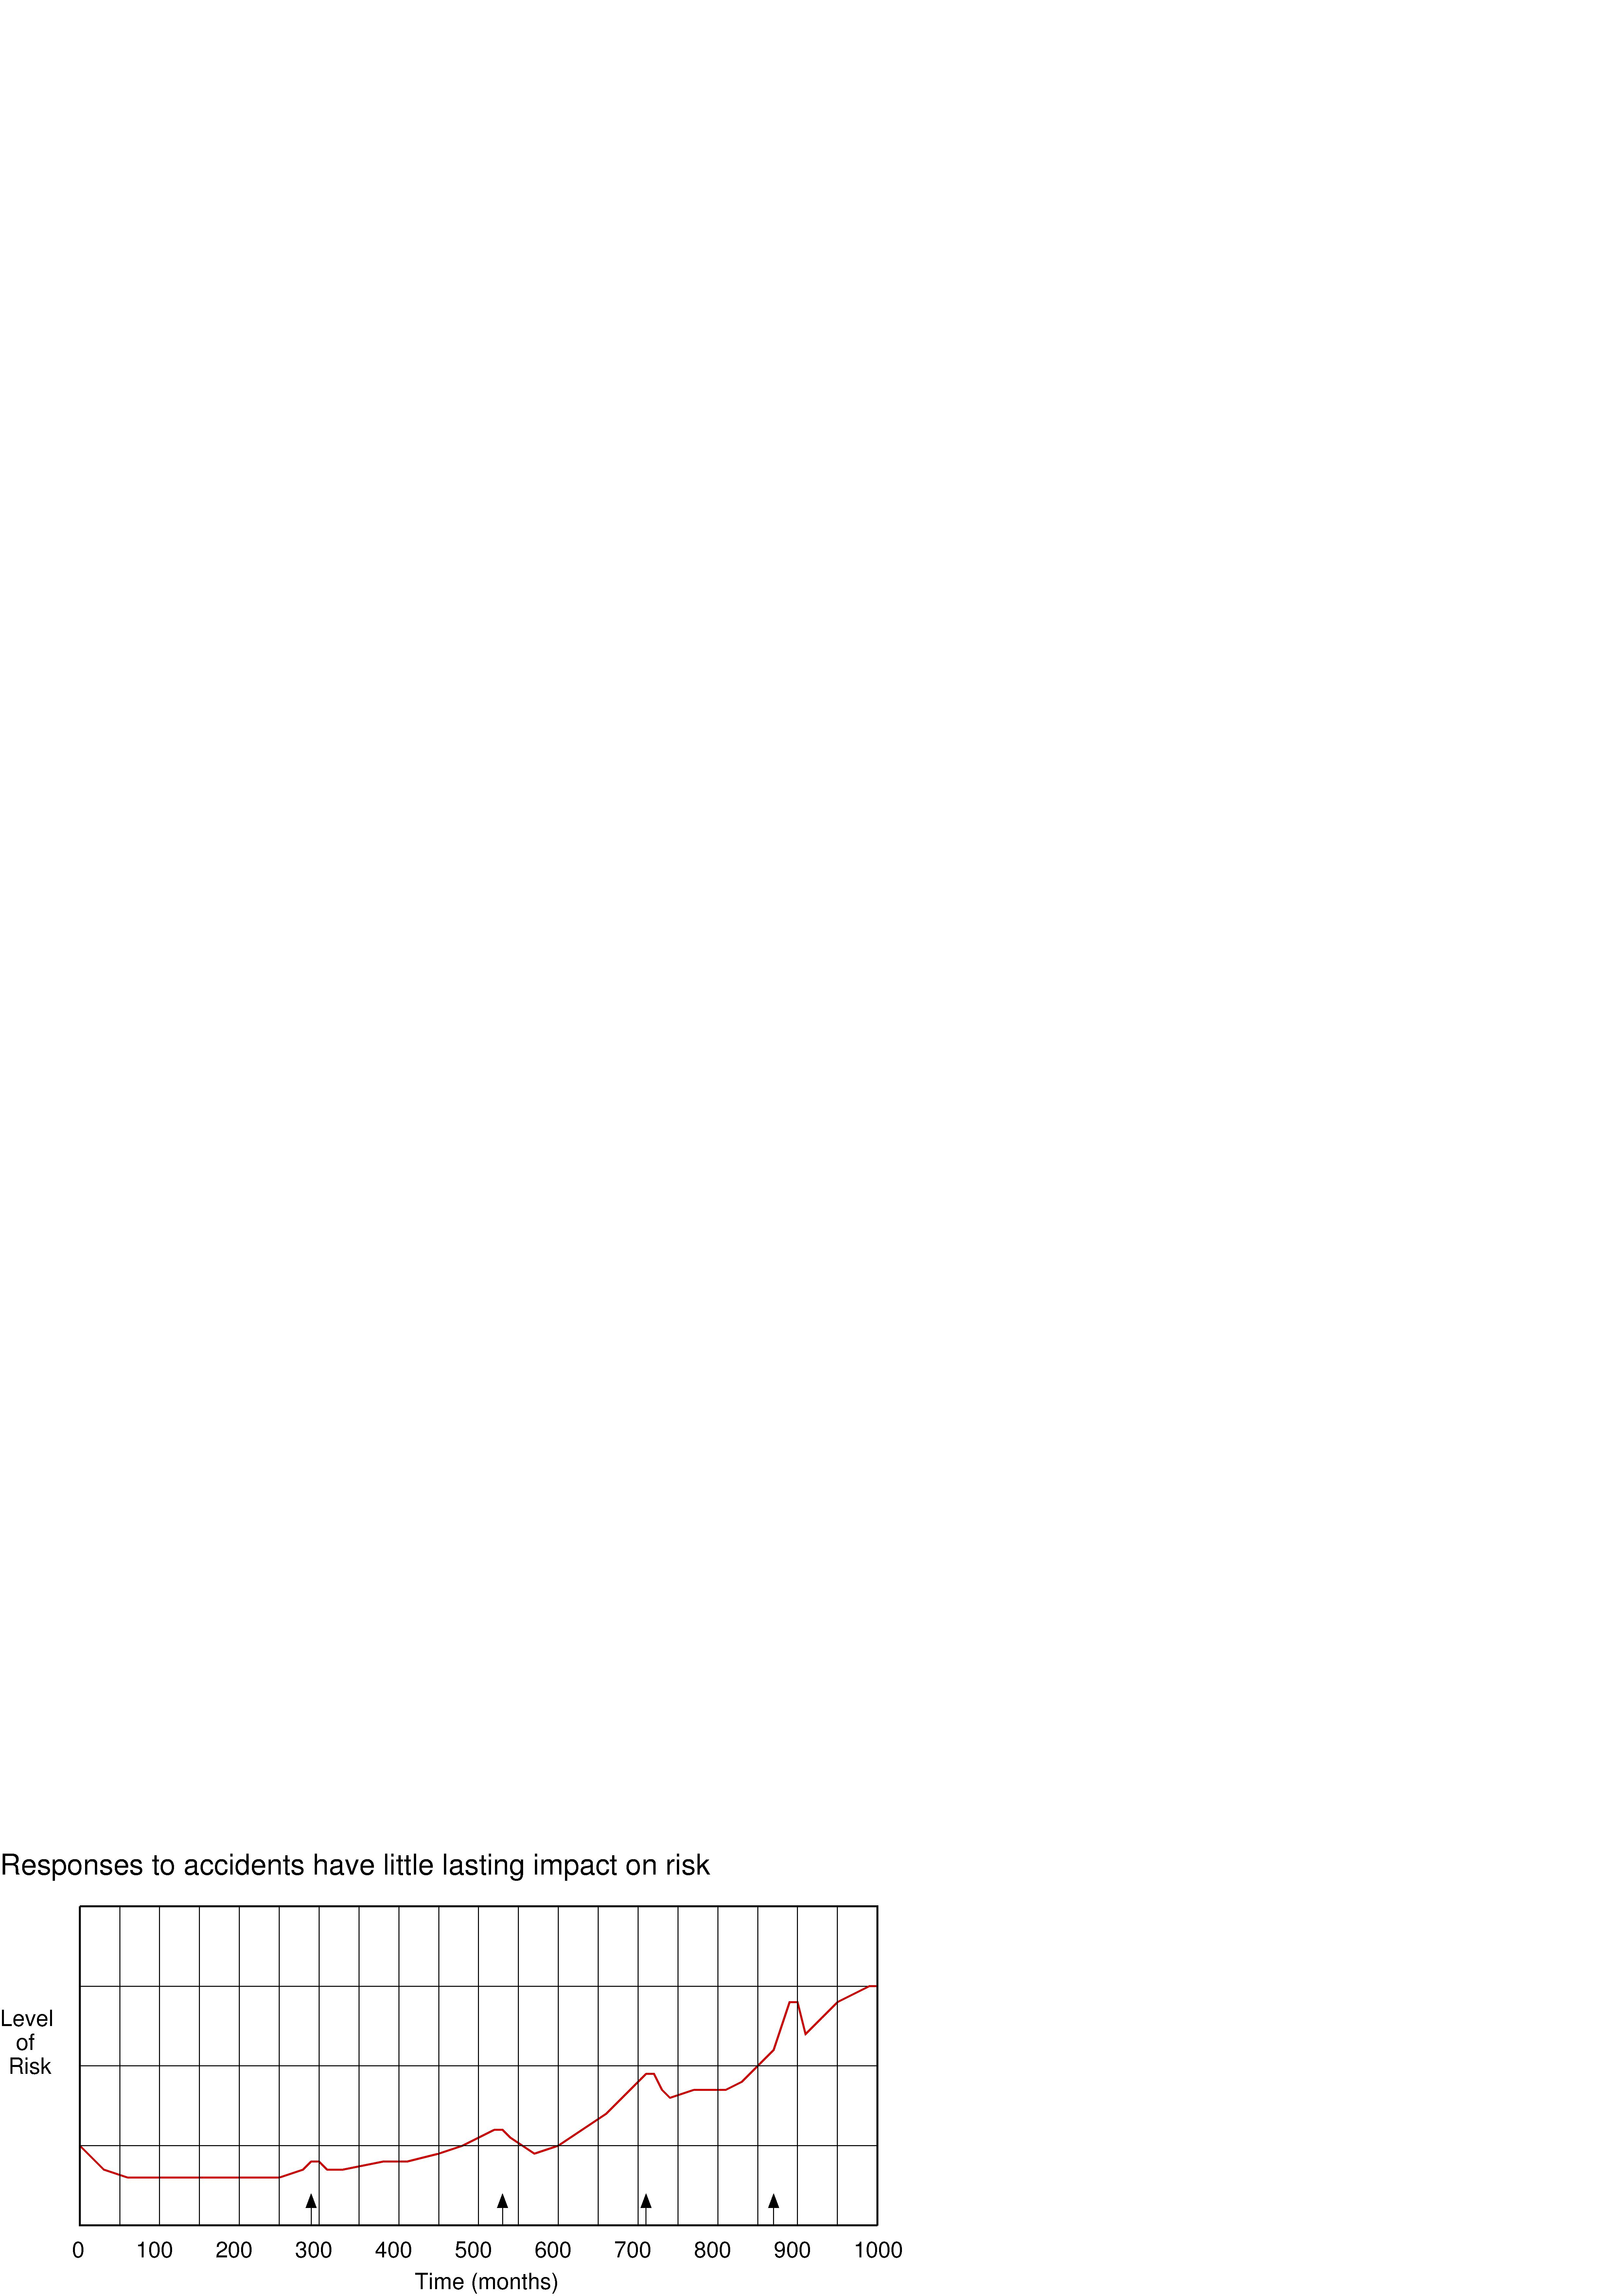 Responses to accidents have little lasting impact on risk
Level
of
Risk
0 100 200 300 400 500 600 700 800 900 1000
Time (months)